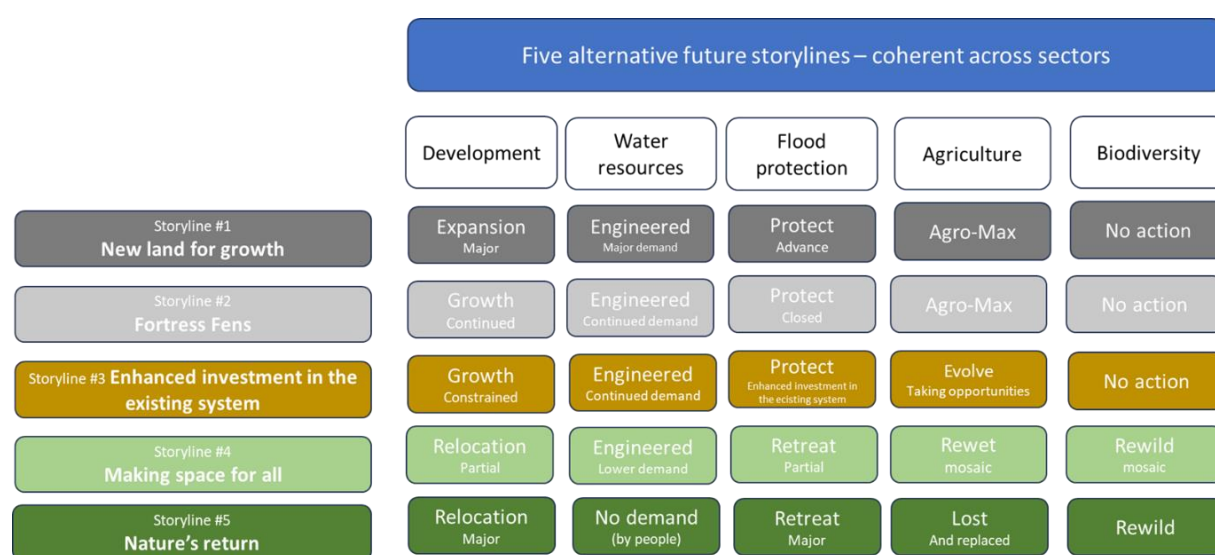 Five alternative future storylines – coherent across sectors
Development
Water
resources
Flood
protection
Agriculture
Biodiversity
Storyline #1
New land for growth
Expansion
Major
Engineered
Major demand
Protect
Advance
Agro-Max
No action
Storyline #2
Fortress Fens
Growth
Continued
Engineered
Continued demand
Protect
Closed
Agro-Max
No action
Storyline #3 Enhanced investment in the
existing system
Growth
Constrained
Engineered
Continued demand
Protect
Enhanced investment in
the ecisting system
Evolve
Taking opportunities
No action
Storyline #4
Making space for all
Relocation
Partial
Engineered
Lower demand
Retreat
Partial
Rewet
mosaic
Rewild
mosaic
Storyline #5
Nature's return
Relocation
Major
No demand
(by people)
Retreat
Major
Lost
And replaced
Rewild